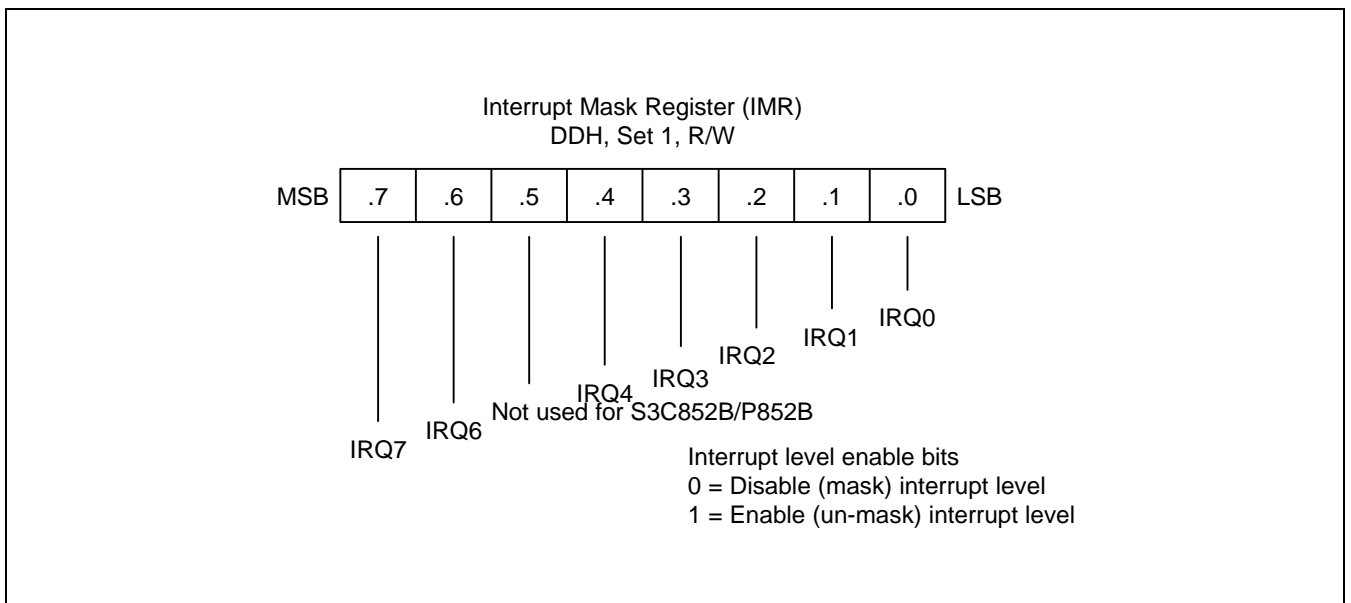 Interrupt Mask Register (IMR)
DDH, Set 1, R/W
MSB .7 .6 .5 .4 .3 .2 .1 .0 LSB
IRQ0
IRQ1
IRQ2
IRQ3
IRQ4
Not used for S3C852B/P852B
IRQ6
IRQ7
Interrupt level enable bits
0 = Disable (mask) interrupt level
1 = Enable (un-mask) interrupt level